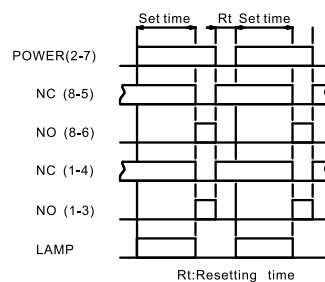 Set time Rt Set time
POWER(2-7)
NC (8-5)
NO (8-6)
NC (1-4)
NO (1-3)
LAMP
Rt:Resetting time